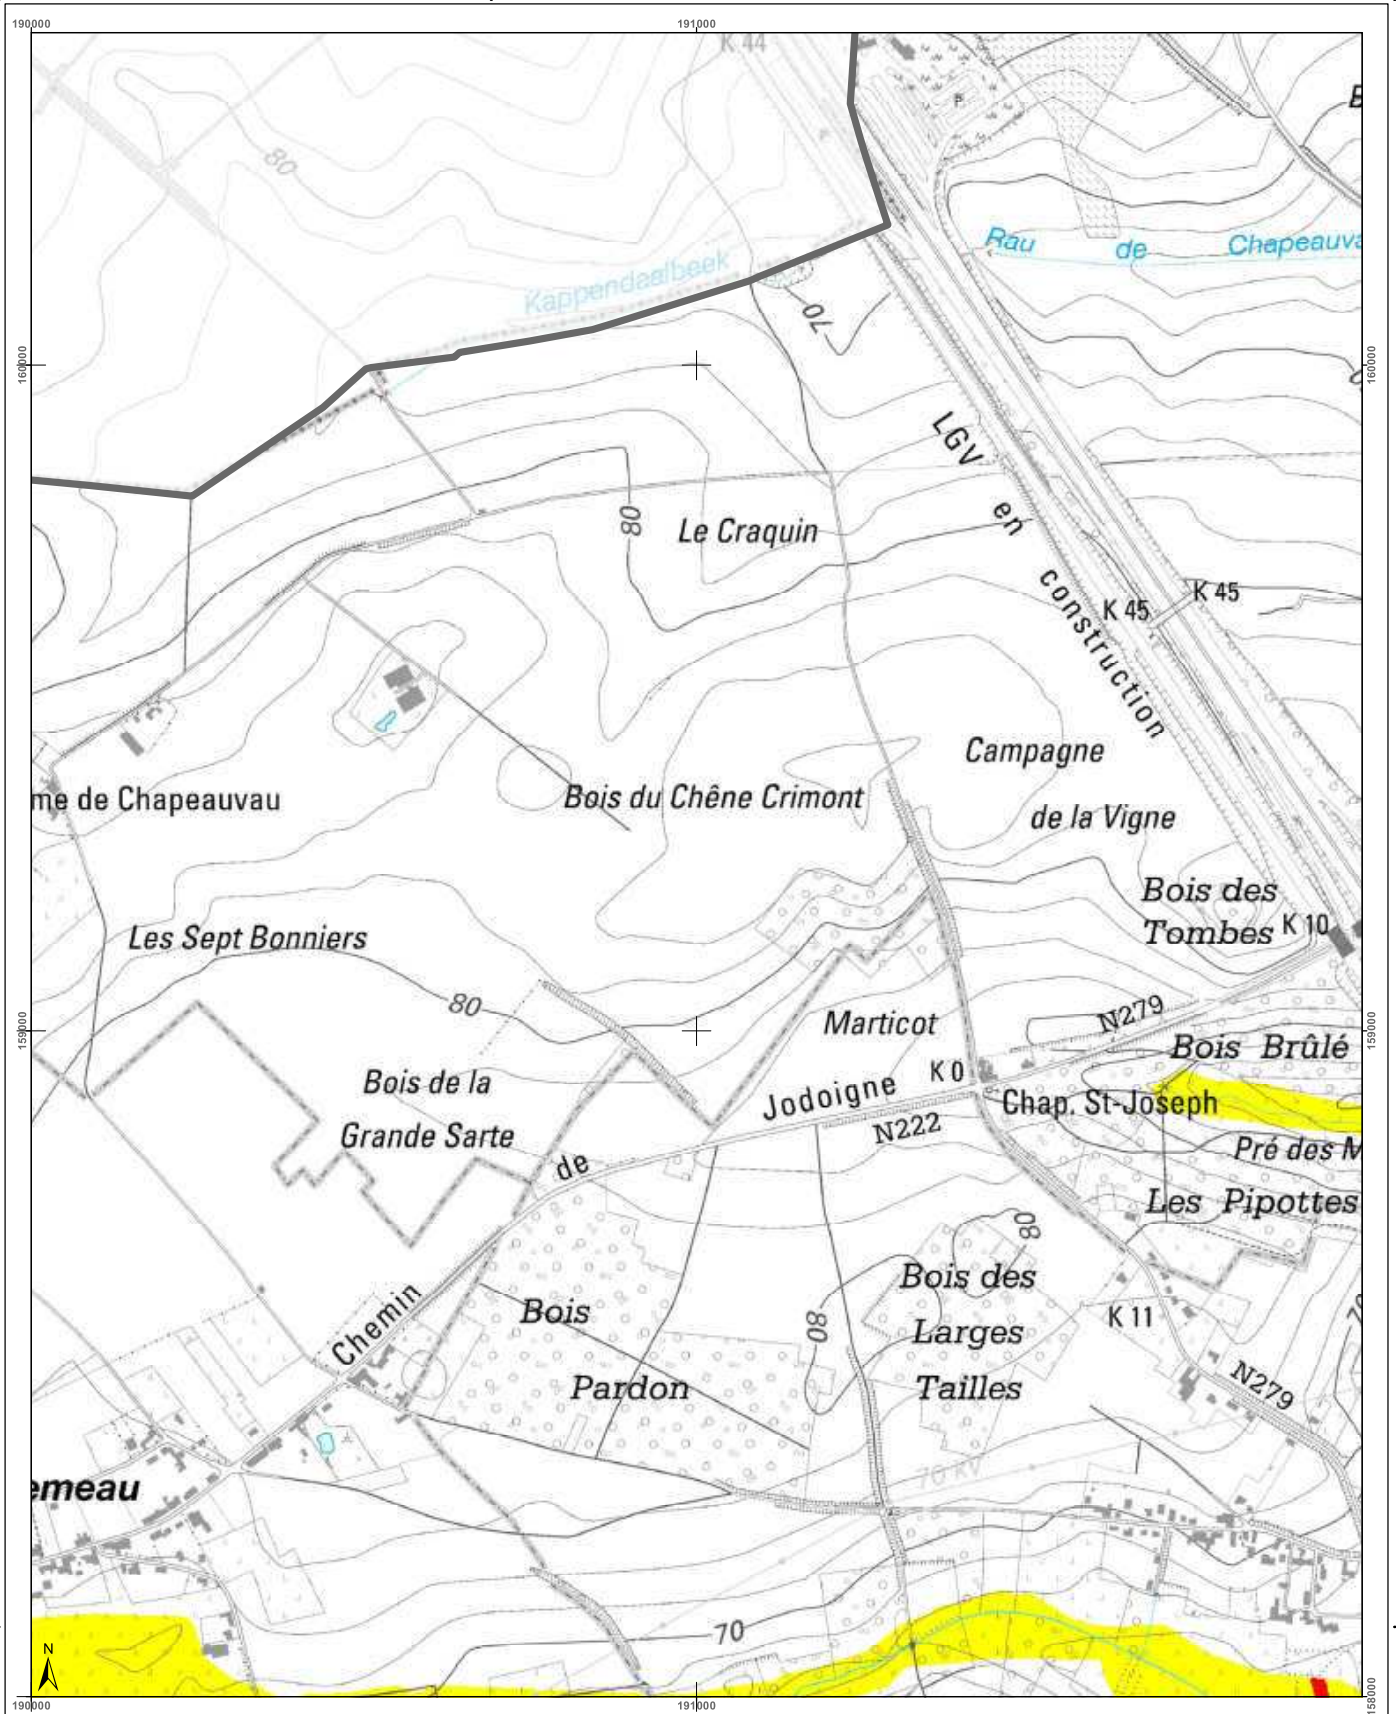 190000
191000
K 44
80
Rau de Chapeauva
Kappendaalbeek
70
160000
160000
LGV en construction
80
Le Craquin
K 45
K 45
Campagne
de la Vigne
me de Chapeauvau
Bois du Chêne Crimont
Bois des
Tombes
K 10
Les Sept Bonniers
80
N279
159000
159000
Marticot
Bois Brûlé
Bois de la
Grande Sarte
K 0
Chap. St-Joseph
Chemin de Jodoigne
N222
Pré des M
Les Pipottes
80
Bois des
Larges
Tailles
K 11
Bois
Pardon
80
N279
70
70 kV
emeau
70
N
190000
191000
158000